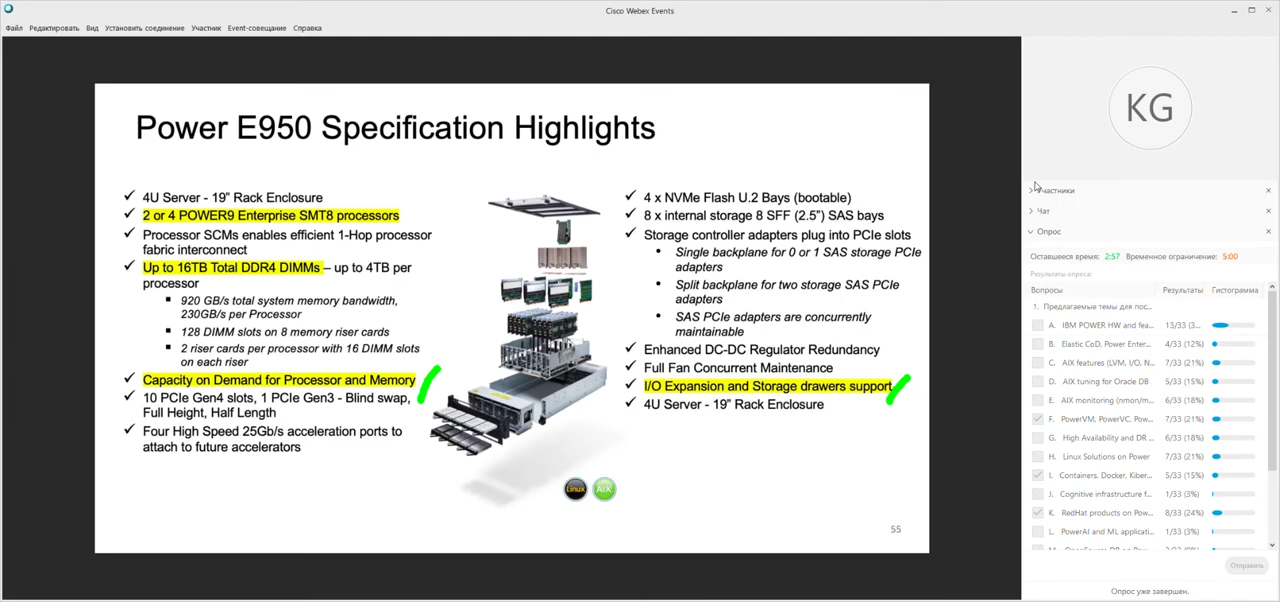 Cisco Webex Events
Файл Редактировать Вид Установить соединение Участник Event-совещание Справка
Power E950 Specification Highlights
4U Server - 19” Rack Enclosure
2 or 4 POWER9 Enterprise SMT8 processors
Processor SCMs enables efficient 1-Hop processor
fabric interconnect
Up to 16TB Total DDR4 DIMMs – up to 4TB per
processor
920 GB/s total system memory bandwidth,
230GB/s per Processor
128 DIMM slots on 8 memory riser cards
2 riser cards per processor with 16 DIMM slots
on each riser
Capacity on Demand for Processor and Memory
10 PCIe Gen4 slots, 1 PCIe Gen3 - Blind swap,
Full Height, Half Length
Four High Speed 25Gb/s acceleration ports to
attach to future accelerators
4 x NVMe Flash U.2 Bays (bootable)
8 x internal storage 8 SFF (2.5”) SAS bays
Storage controller adapters plug into PCIe slots
Single backplane for 0 or 1 SAS storage PCIe
adapters
Split backplane for two storage SAS PCIe
adapters
SAS PCIe adapters are concurrently
maintainable
Enhanced DC-DC Regulator Redundancy
Full Fan Concurrent Maintenance
I/O Expansion and Storage drawers support
4U Server - 19” Rack Enclosure
Linux AIX
55
KG
Участники
Чат
Опрос
Оставшееся время: 2:57 Временное ограничение: 5:00
Результаты опроса:
Вопросы Результаты Гистограмма
1. Предлагаемые темы для пос...
A. IBM POWER HW and fea... 13/33 (3...
B. Elastic CoD, Power Enter... 4/33 (12%)
C. AIX features (LVM, I/O, N... 7/33 (21%)
D. AIX tuning for Oracle DB 5/33 (15%)
E. AIX monitoring (nmon/m... 6/33 (18%)
F. PowerVM, PowerVC, Pow... 7/33 (21%)
G. High Availability and DR ... 6/33 (18%)
H. Linux Solutions on Power 7/33 (21%)
I. Containers, Docker, Kiber... 5/33 (15%)
J. Cognitive infrastructure f... 1/33 (3%)
K. RedHat products on Pow... 8/33 (24%)
L. PowerAI and ML applicati... 1/33 (3%)
Отправить
Опрос уже завершен.